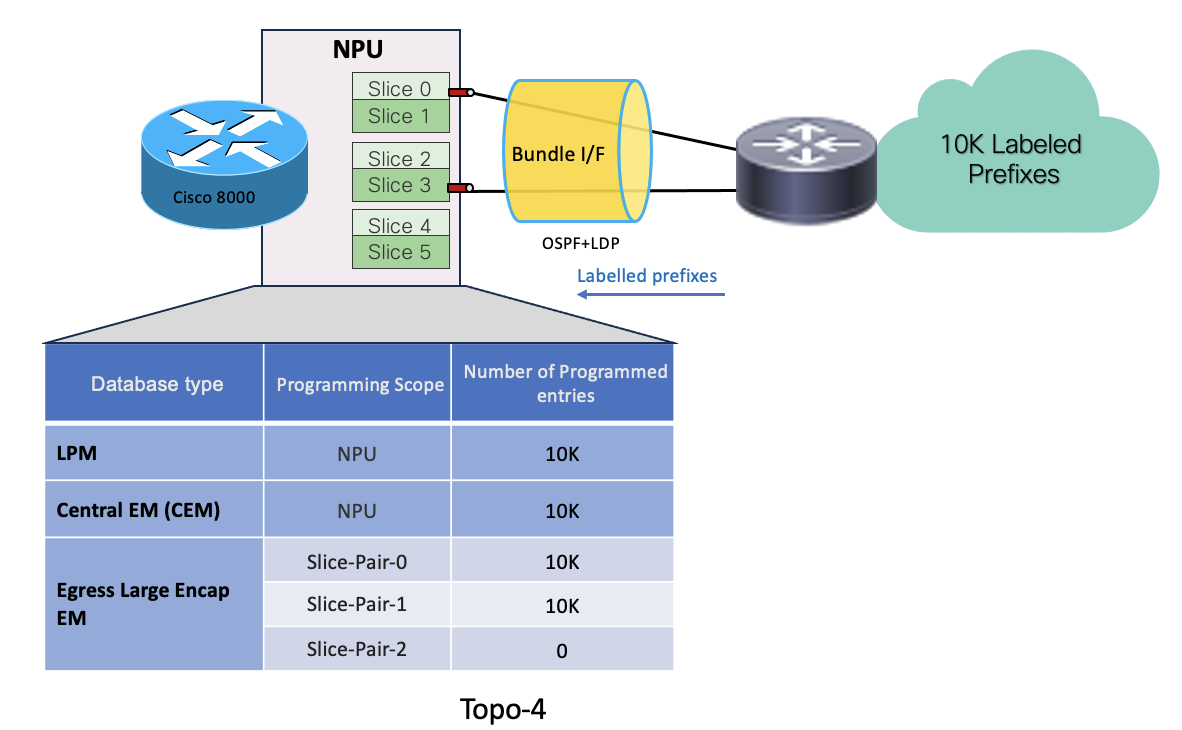 NPU
Slice 0
Slice 1
Slice 2
Slice 3
Slice 4
Slice 5
Cisco 8000
Bundle I/F
OSPF+LDP
Labelled prefixes
10K Labeled
Prefixes
Database type
Programming Scope
Number of Programmed
entries
LPM
NPU
10K
Central EM (CEM)
NPU
10K
Egress Large Encap
EM
Slice-Pair-0
10K
Slice-Pair-1
10K
Slice-Pair-2
0
Topo-4